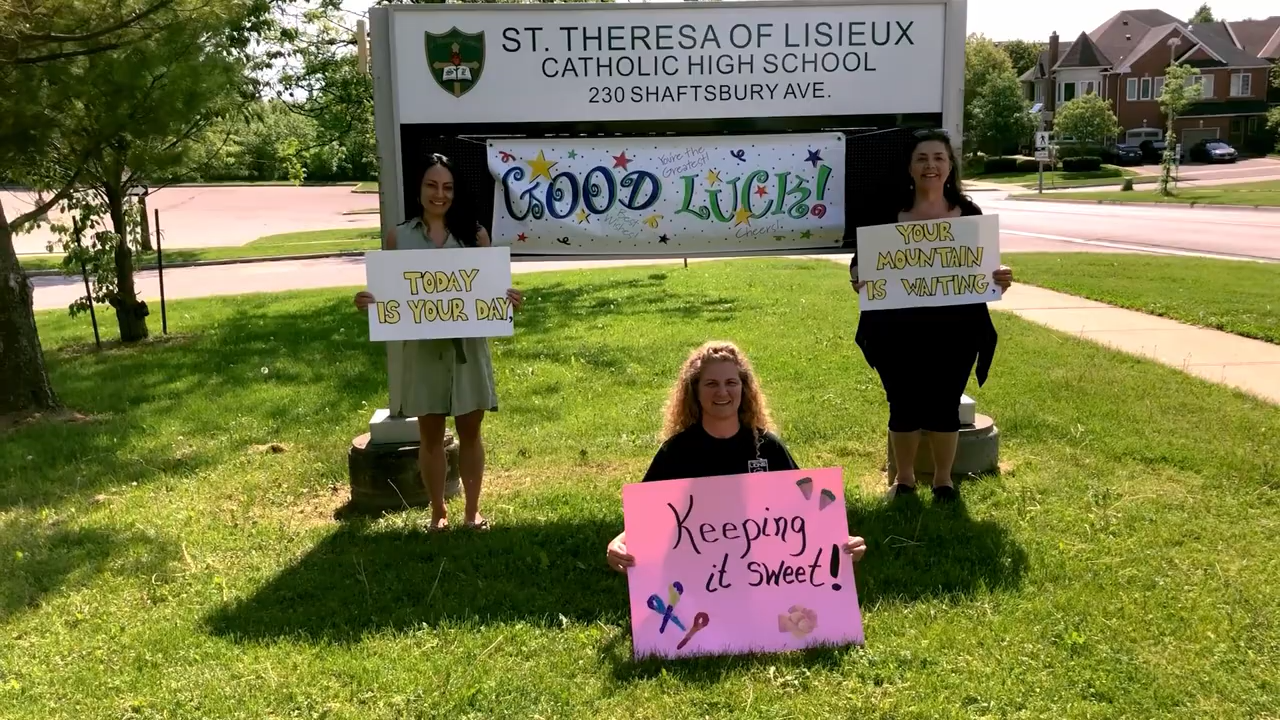 ST. THERESA OF LISIEUX
CATHOLIC HIGH SCHOOL
230 SHAFTSBURY AVE.
You're the
Greatest!
GOOD LUCK!
Cheers!
TODAY
IS YOUR DAY,
YOUR
MOUNTAIN
IS WAITING.
Keeping
it sweet!